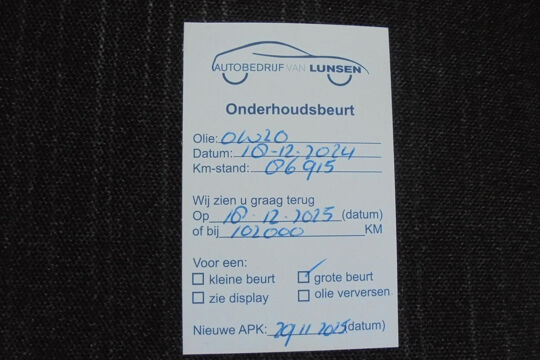 AUTOBEDRIJF VAN LUNSEN
Onderhoudsbeurt
Olie: 0W20
Datum: 18-12-2024
Km-stand: 86915
Wij zien u graag terug
Op 18-12-2025 (datum)
of bij 102000 KM
Voor een:
kleine beurt grote beurt
zie display olie verversen
Nieuwe APK: 29 11 2025 (datum)